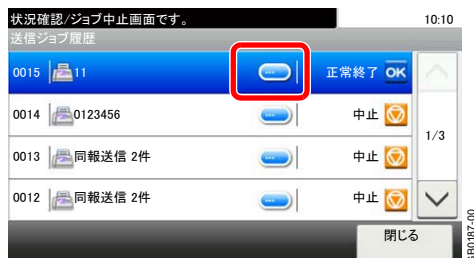 状況確認/ジョブ中止画面です。 10:10
送信ジョブ履歴
0015 11 ... 正常終了 OK
0014 0123456 ... 中止
0013 同報送信 2件 ... 中止
0012 同報送信 2件 ... 中止
1/3
閉じる